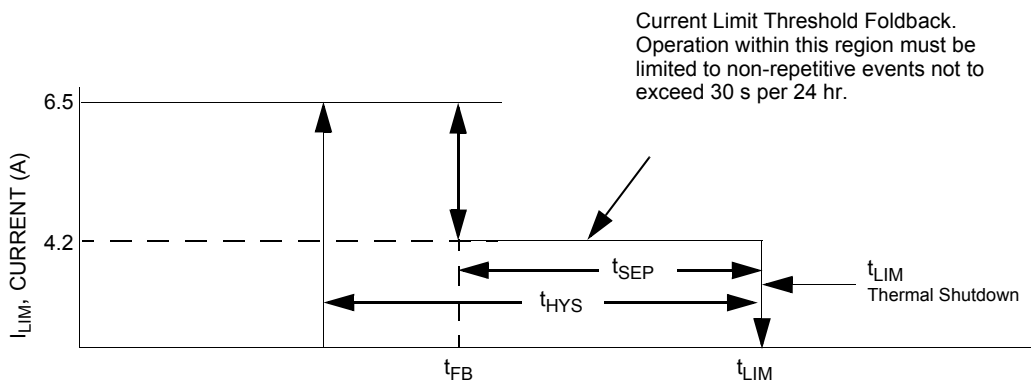 Current Limit Threshold Foldback.
Operation within this region must be
limited to non-repetitive events not to
exceed 30 s per 24 hr.
6.5
I_LIM, CURRENT (A)
4.2
t_SEP
t_LIM
Thermal Shutdown
t_HYS
t_FB
t_LIM